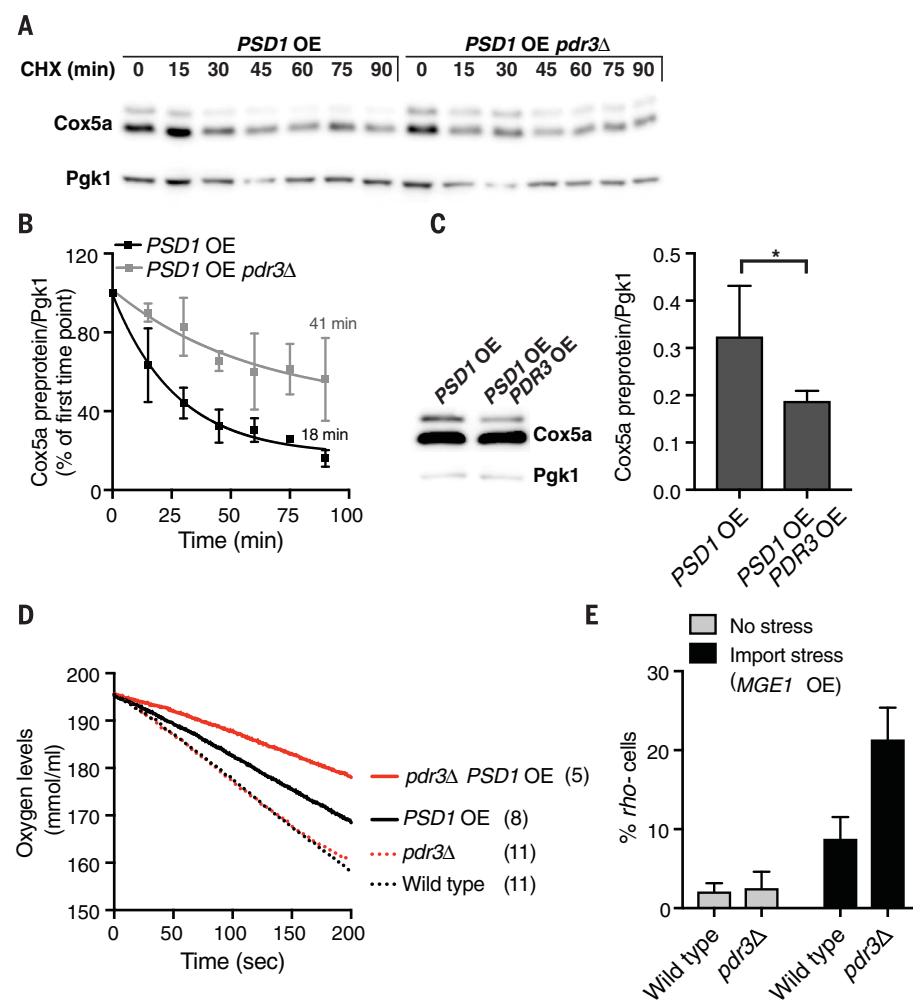 A
PSD1 OE PSD1 OE pdr3Δ
CHX (min) 0 15 30 45 60 75 90 0 15 30 45 60 75 90
Cox5a
Pgk1
B
PSD1 OE
PSD1 OE pdr3Δ
120
80
40
0
Cox5a preprotein/Pgk1
(% of first time point)
41 min
18 min
0 25 50 75 100
Time (min)
C
PSD1 OE
PSD1 OE
PDR3 OE
Cox5a
Pgk1
0.5
0.4
0.3
0.2
0.1
0.0
Cox5a preprotein/Pgk1
*
PSD1 OE
PSD1 OE
PDR3 OE
D
200
190
180
170
160
150
Oxygen levels
(mmol/ml)
0 50 100 150 200
Time (sec)
pdr3Δ PSD1 OE (5)
PSD1 OE (8)
pdr3Δ (11)
Wild type (11)
E
No stress
Import stress
(MGE1 OE)
30
20
10
0
% rho- cells
Wild type
pdr3Δ
Wild type
pdr3Δ